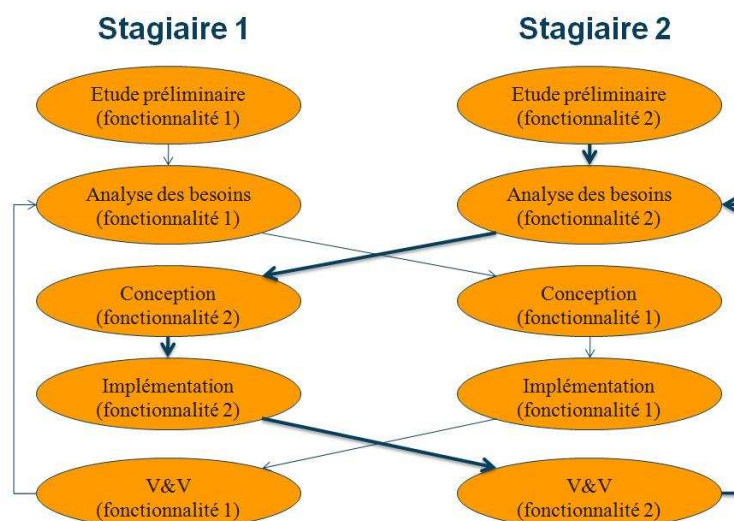 Stagiaire 1
Stagiaire 2
Etude préliminaire
(fonctionnalité 1)
Etude préliminaire
(fonctionnalité 2)
Analyse des besoins
(fonctionnalité 1)
Analyse des besoins
(fonctionnalité 2)
Conception
(fonctionnalité 2)
Conception
(fonctionnalité 1)
Implémentation
(fonctionnalité 2)
Implémentation
(fonctionnalité 1)
V&V
(fonctionnalité 1)
V&V
(fonctionnalité 2)